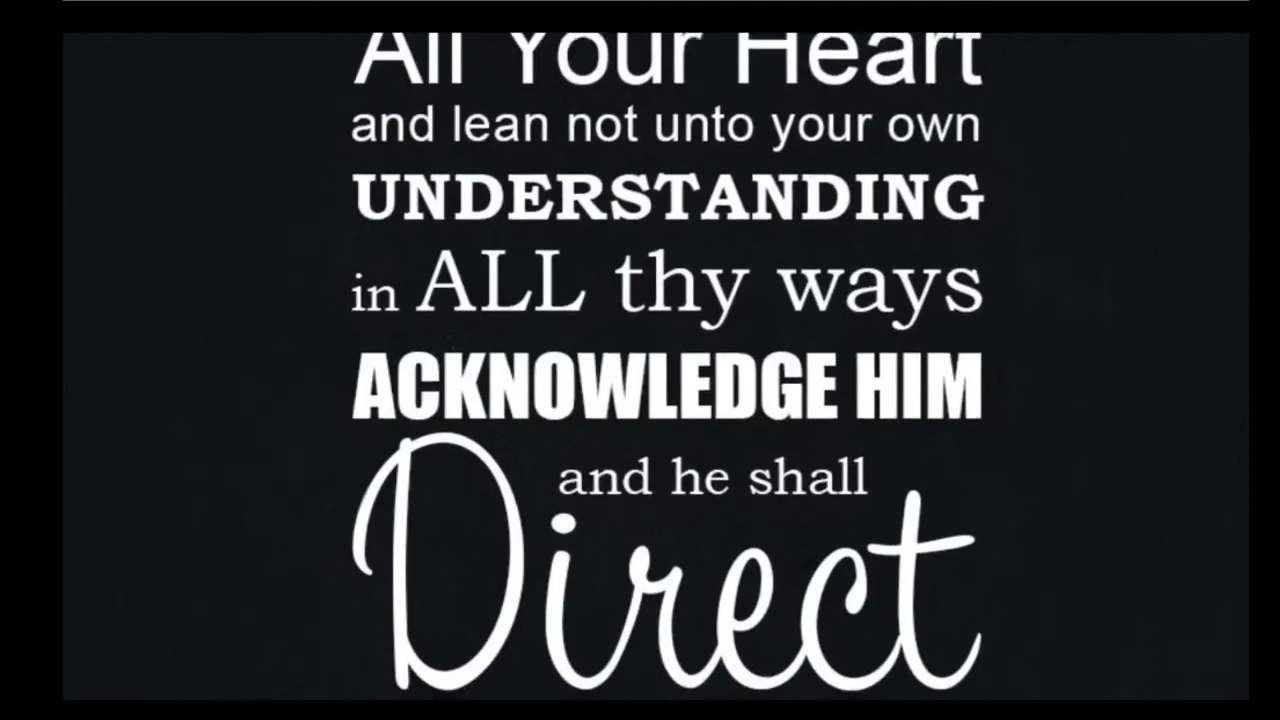 All Your Heart
and lean not unto your own
UNDERSTANDING
in ALL thy ways
ACKNOWLEDGE HIM
and he shall
Direct